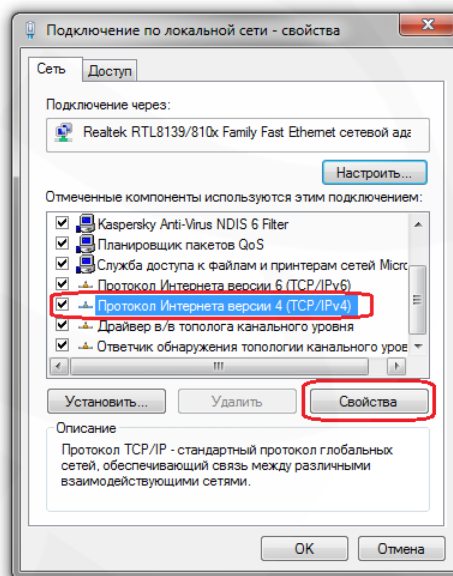 Подключение по локальной сети - свойства
Сеть Доступ
Подключение через:
Realtek RTL8139/810x Family Fast Ethernet сетевой ада
Настроить...
Отмеченные компоненты используются этим подключением:
Kaspersky Anti-Virus NDIS 6 Filter
Планировщик пакетов QoS
Служба доступа к файлам и принтерам сетей Micro
Протокол Интернета версии 6 (TCP/IPv6)
Протокол Интернета версии 4 (TCP/IPv4)
Драйвер в/в тополога канального уровня
Ответчик обнаружения топологии канального уров
Установить... Удалить Свойства
Описание
Протокол TCP/IP - стандартный протокол глобальных
сетей, обеспечивающий связь между различными
взаимодействующими сетями.
OK Отмена